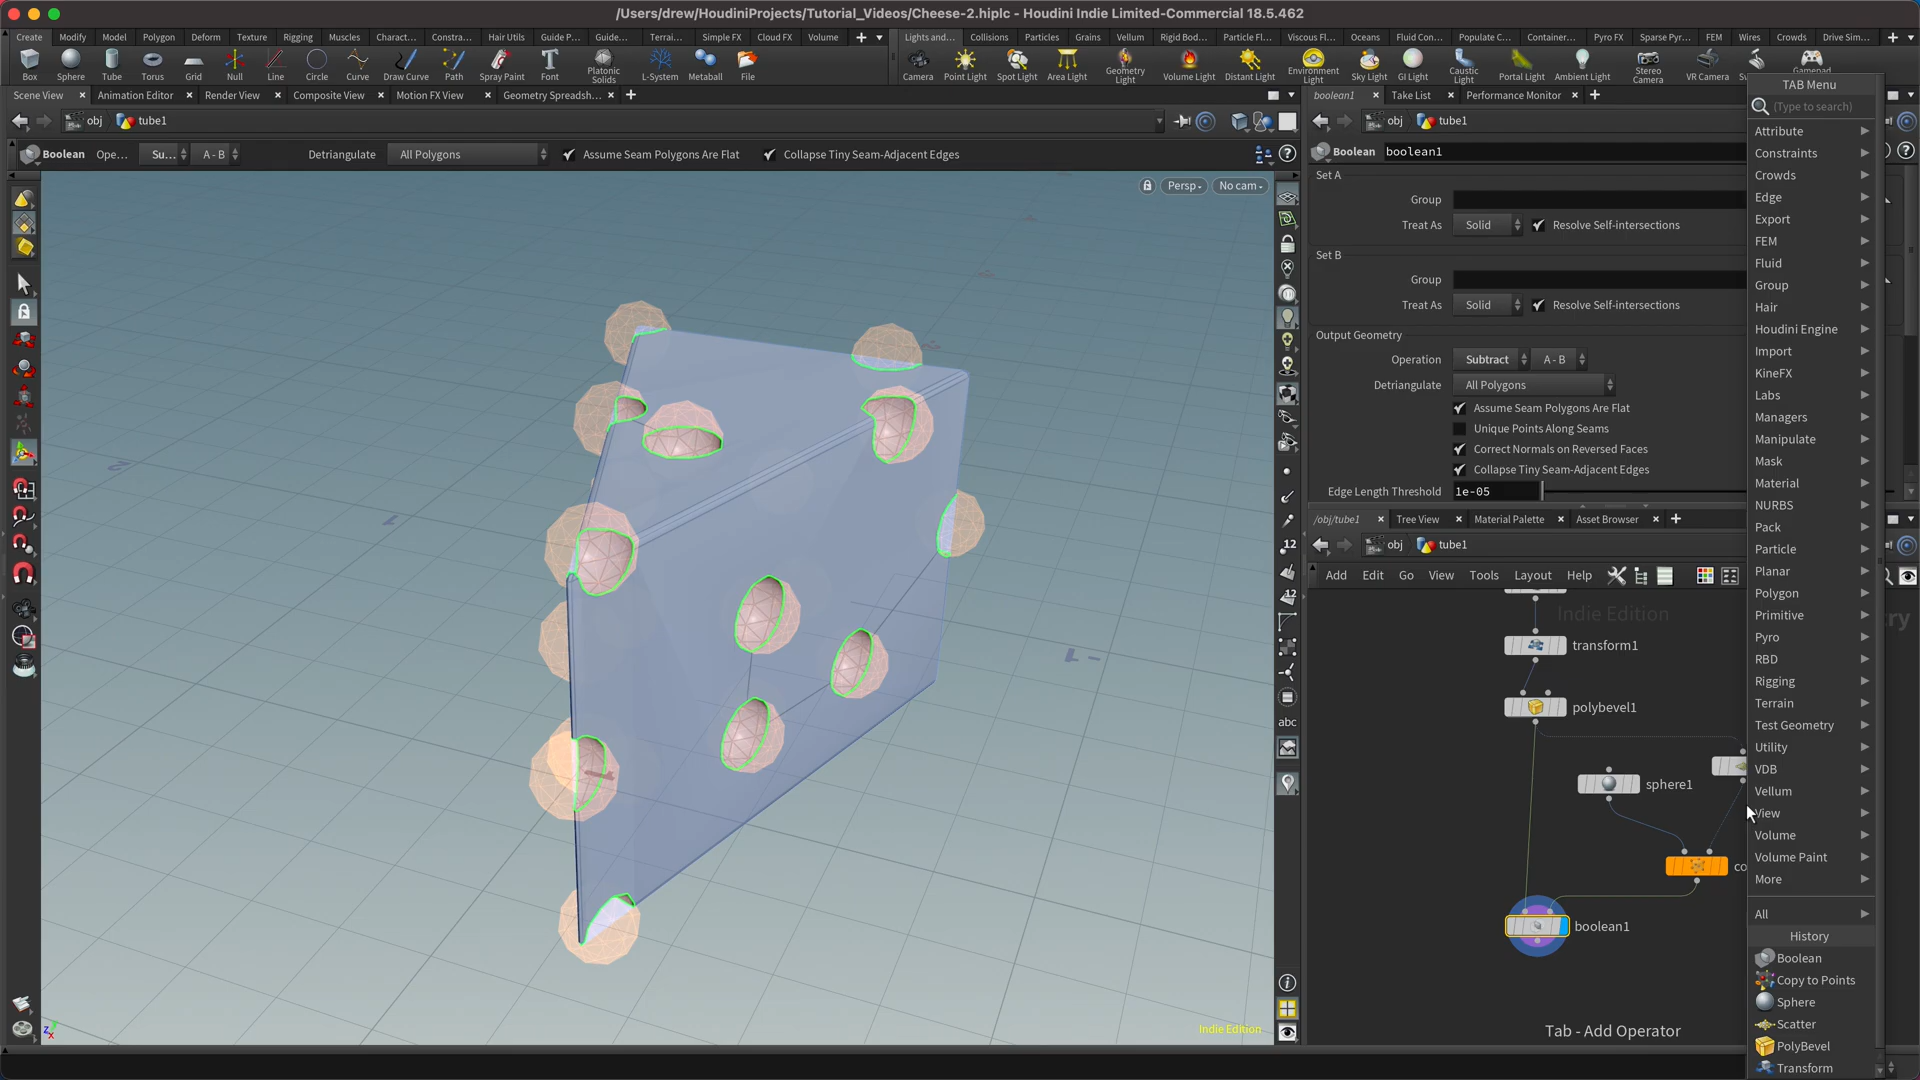 /Users/drew/HoudiniProjects/Tutorial_Videos/Cheese-2.hiplc - Houdini Indie Limited-Commercial 18.5.462
Create Modify Model Polygon Deform Texture Rigging Muscles Charact... Constra... Hair Utils Guide P... Guide... Terrai... Simple FX Cloud FX Volume
Lights and... Collisions Particles Grains Vellum Rigid Bod... Particle Fl... Viscous Fl... Oceans Fluid Con... Populate C... Container... Pyro FX Sparse Pyr... FEM Wires Crowds Drive Sim...
Box Sphere Tube Torus Grid Null Line Circle Curve Draw Curve Path Spray Paint Font Platonic Solids L-System Metaball File
Camera Point Light Spot Light Area Light Geometry Light Volume Light Distant Light Environment Light Sky Light GI Light Caustic Light Portal Light Ambient Light Stereo Camera VR Camera
Scene View Animation Editor Render View Composite View Motion FX View Geometry Spreadsh...
boolean1 Take List Performance Monitor
obj tube1
obj tube1
Boolean Ope... Su... A - B Detriangulate All Polygons Assume Seam Polygons Are Flat Collapse Tiny Seam-Adjacent Edges
Persp No cam
Indie Edition
12
12
abc
Boolean boolean1
Set A
Group
Treat As Solid Resolve Self-intersections
Set B
Group
Treat As Solid Resolve Self-intersections
Output Geometry
Operation Subtract A - B
Detriangulate All Polygons
Assume Seam Polygons Are Flat
Unique Points Along Seams
Correct Normals on Reversed Faces
Collapse Tiny Seam-Adjacent Edges
Edge Length Threshold 1e-05
/obj/tube1 Tree View Material Palette Asset Browser
obj tube1
Add Edit Go View Tools Layout Help
Indie Edition
ry
transform1
polybevel1
sphere1
co
boolean1
Tab - Add Operator
TAB Menu
(Type to search)
Attribute
Constraints
Crowds
Edge
Export
FEM
Fluid
Group
Hair
Houdini Engine
Import
KineFX
Labs
Managers
Manipulate
Mask
Material
NURBS
Pack
Particle
Planar
Polygon
Primitive
Pyro
RBD
Rigging
Terrain
Test Geometry
Utility
VDB
Vellum
View
Volume
Volume Paint
More
All
History
Boolean
Copy to Points
Sphere
Scatter
PolyBevel
Transform